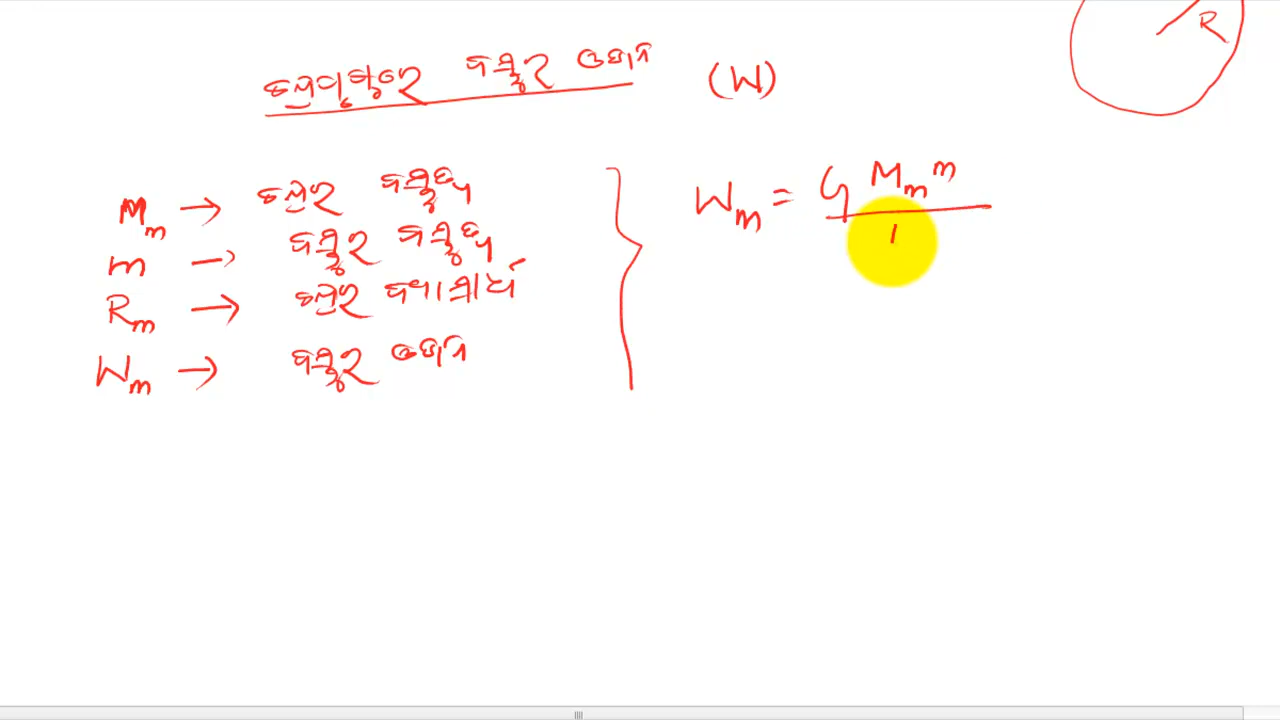 R
ଚନ୍ଦ୍ରପୃଷ୍ଠରେ ବସ୍ତୁର ଓଜନ (W)
Mm → ଚନ୍ଦ୍ରର ବସ୍ତୁତ୍ୱ
m → ବସ୍ତୁର ବସ୍ତୁତ୍ୱ
Rm → ଚନ୍ଦ୍ରର ବ୍ୟାସାର୍ଧ
Wm → ବସ୍ତୁର ଓଜନ
Wm = G Mm m